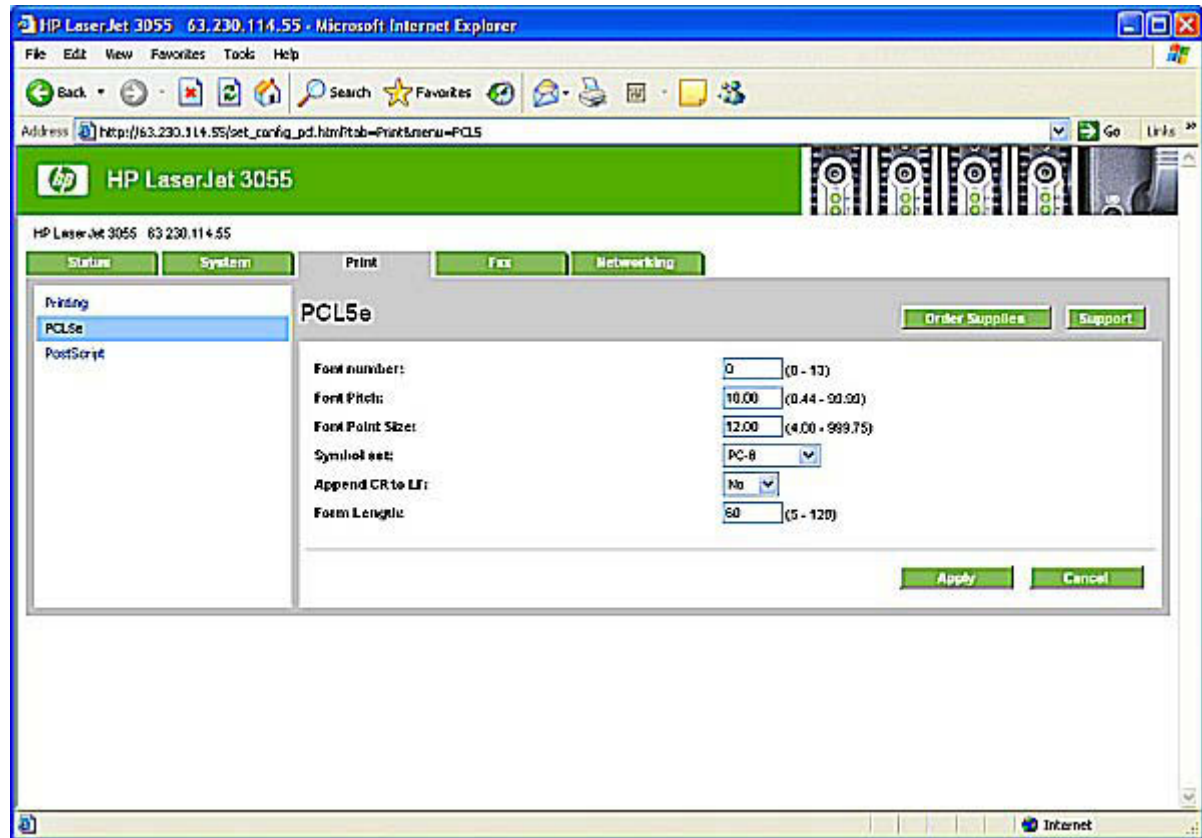 HP LaserJet 3055 63.230.114.55 - Microsoft Internet Explorer
File Edit View Favorites Tools Help
Back Search Favorites
Address http://63.230.114.55/set_config_pcl.htm?tab=Print&menu=PCL5 Go Links »
hp HP LaserJet 3055
HP LaserJet 3055 63.230.114.55
Status System Print Fax Networking
Printing
PCL5e
PostScript
PCL5e
Order Supplies Support
Font number: 0 (0 - 13)
Font Pitch: 10.00 (0.44 - 99.99)
Font Point Size: 12.00 (4.00 - 999.75)
Symbol set: PC-8
Append CR to LF: No
Form Length: 60 (5 - 128)
Apply Cancel
Internet